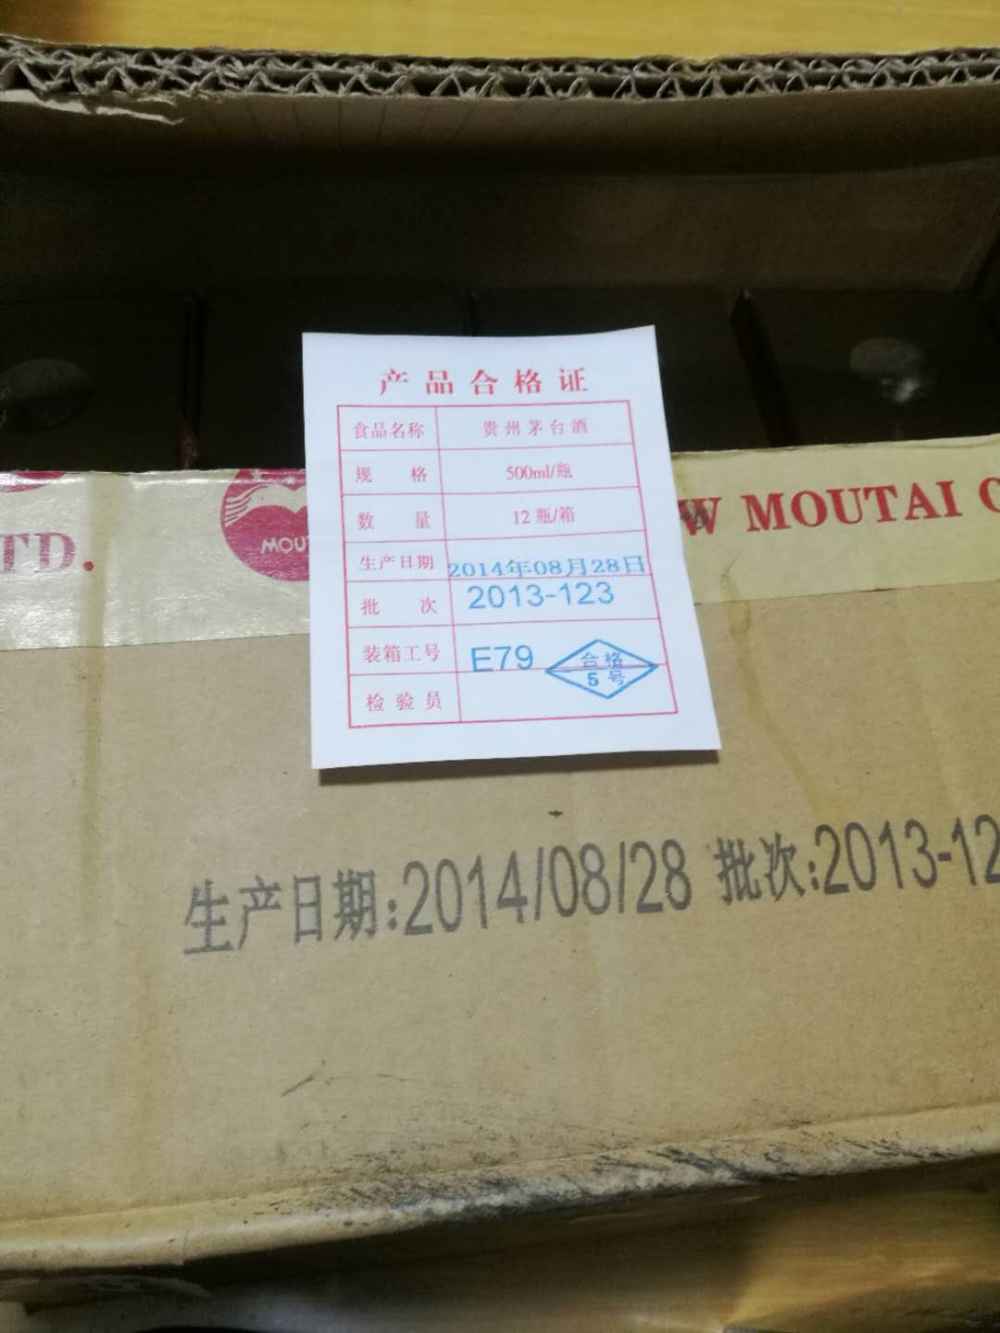 产品合格证
食品名称 贵州茅台酒
规格 500ml/瓶
数量 12瓶/箱
生产日期 2014年08月28日
批次 2013-123
装箱工号 E79
合格
5号
检验员
TD. MOU W MOUTAI C
生产日期:2014/08/28 批次:2013-12